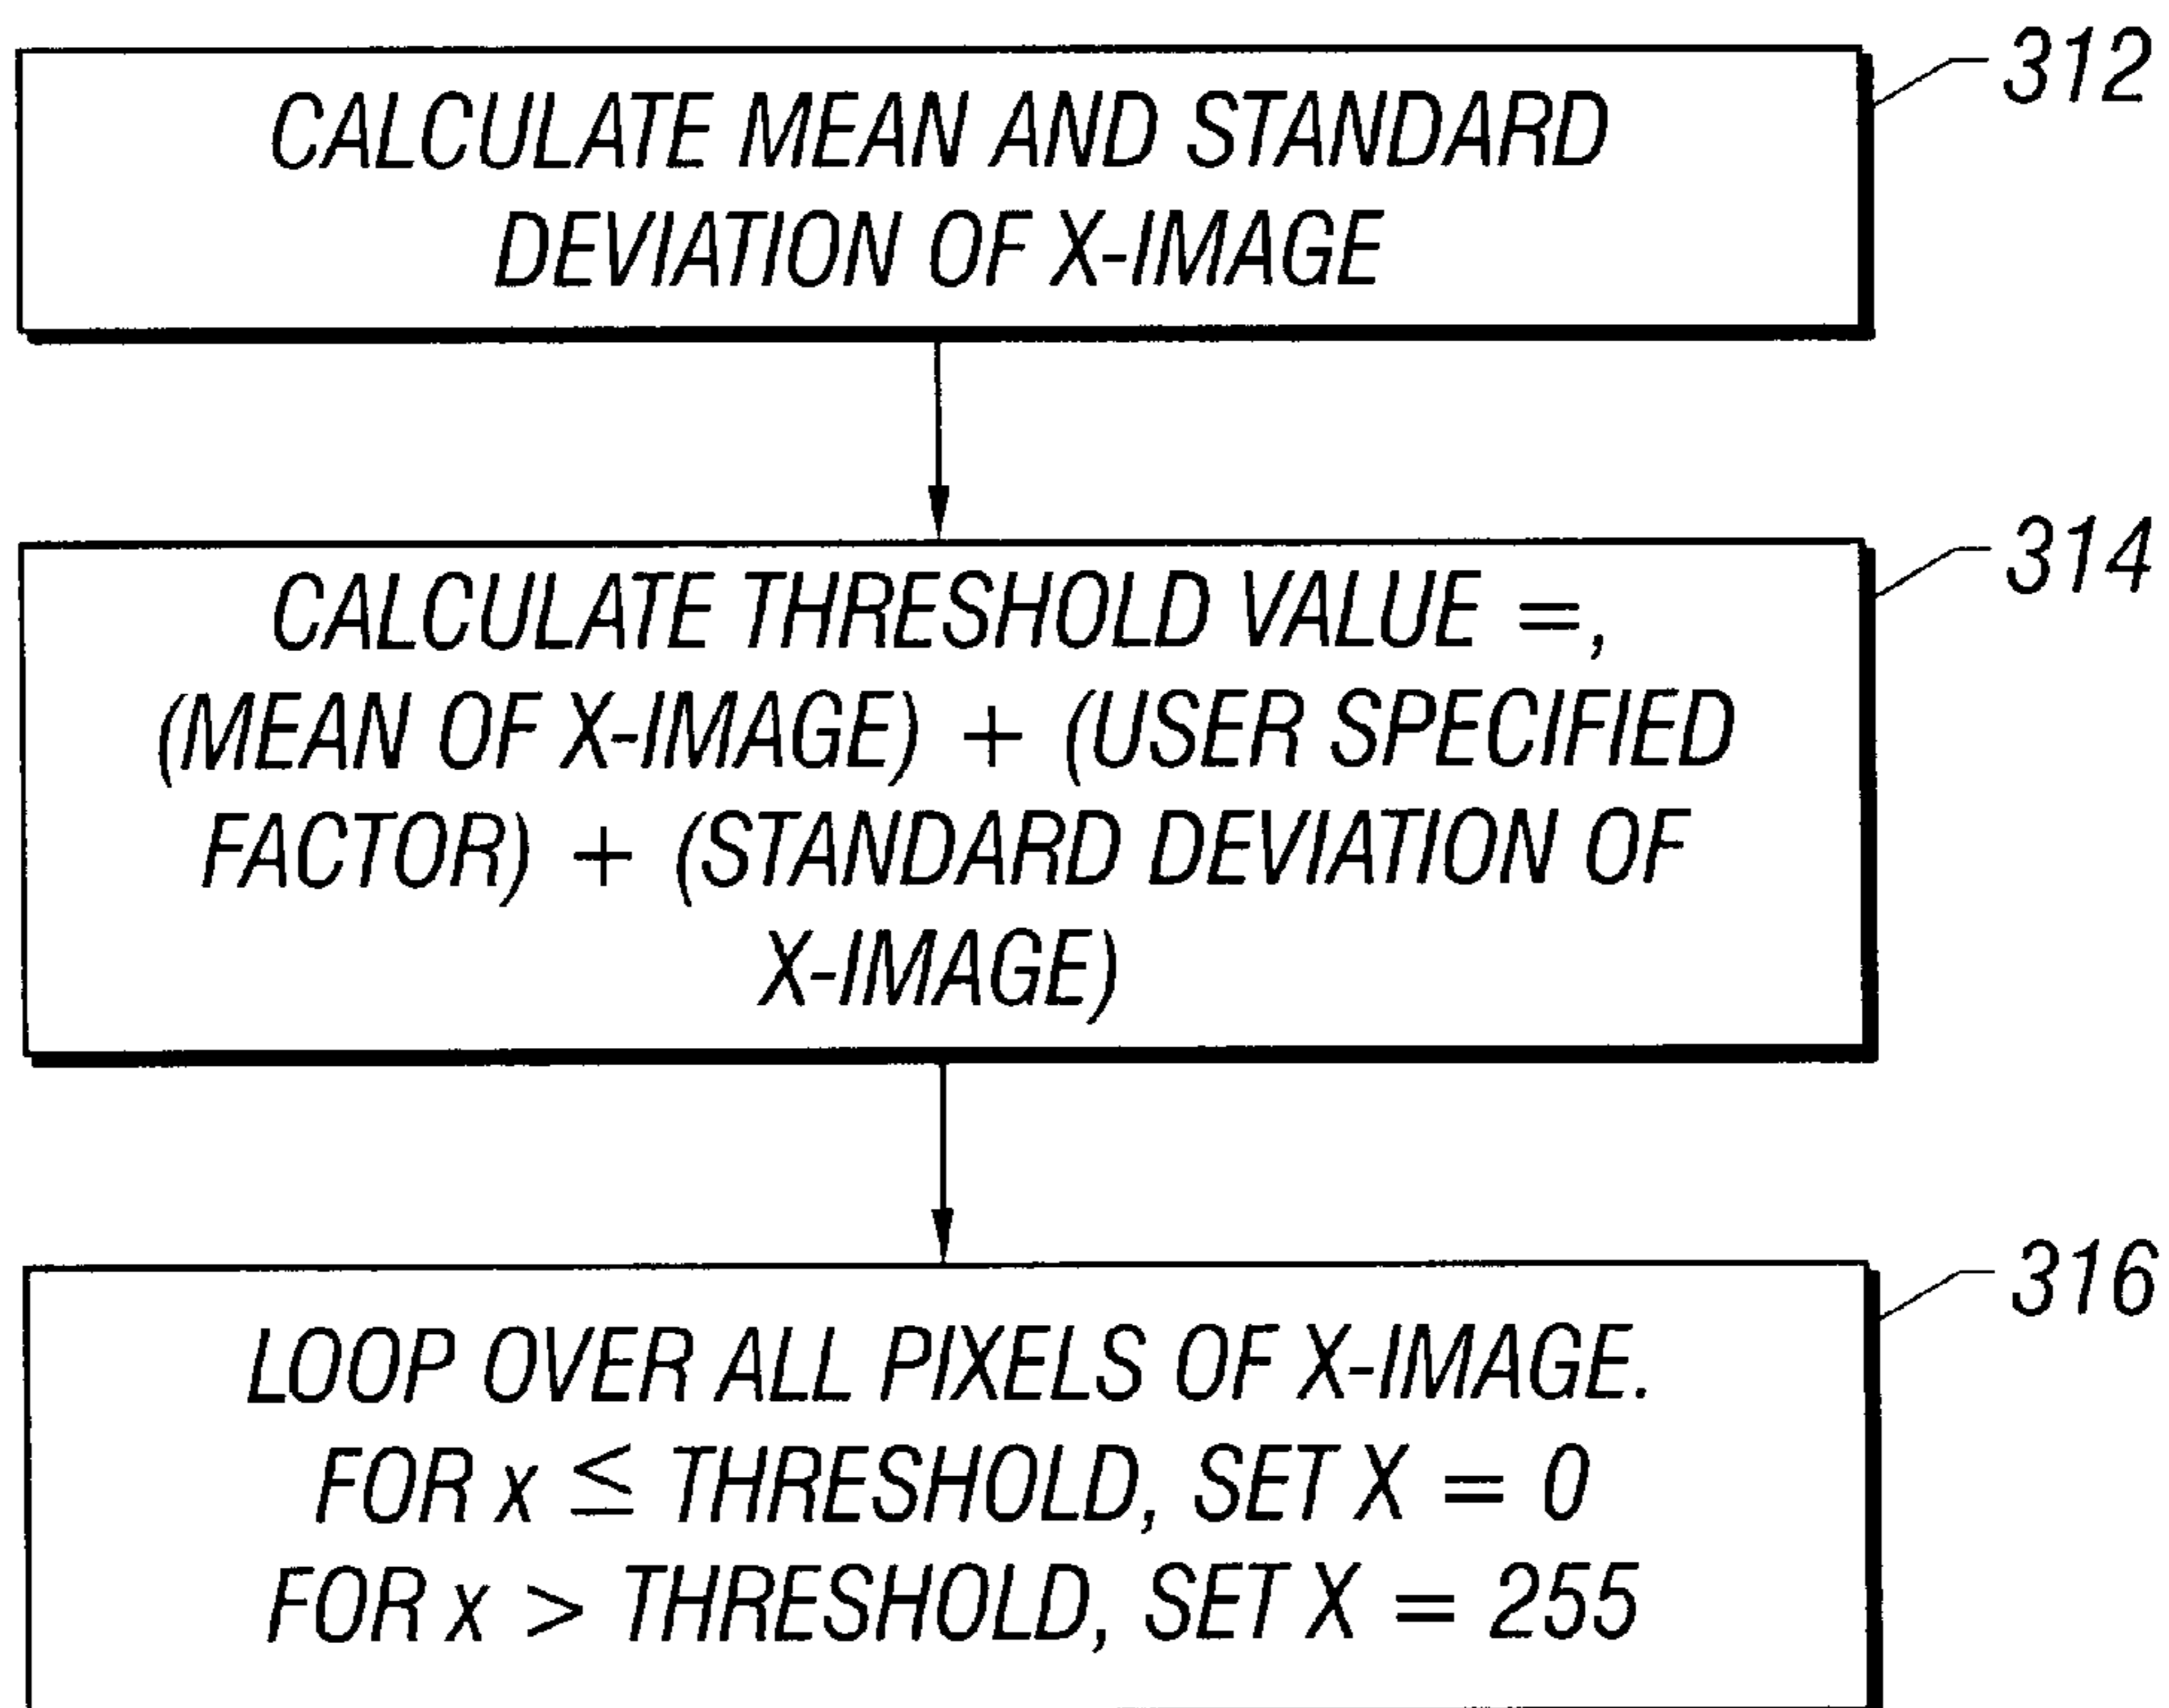 312
CALCULATE MEAN AND STANDARD
DEVIATION OF X-IMAGE
314
CALCULATE THRESHOLD VALUE =,
(MEAN OF X-IMAGE) + (USER SPECIFIED
FACTOR) + (STANDARD DEVIATION OF
X-IMAGE)
316
LOOP OVER ALL PIXELS OF X-IMAGE.
FOR x ≤ THRESHOLD, SET X = 0
FOR x > THRESHOLD, SET X = 255